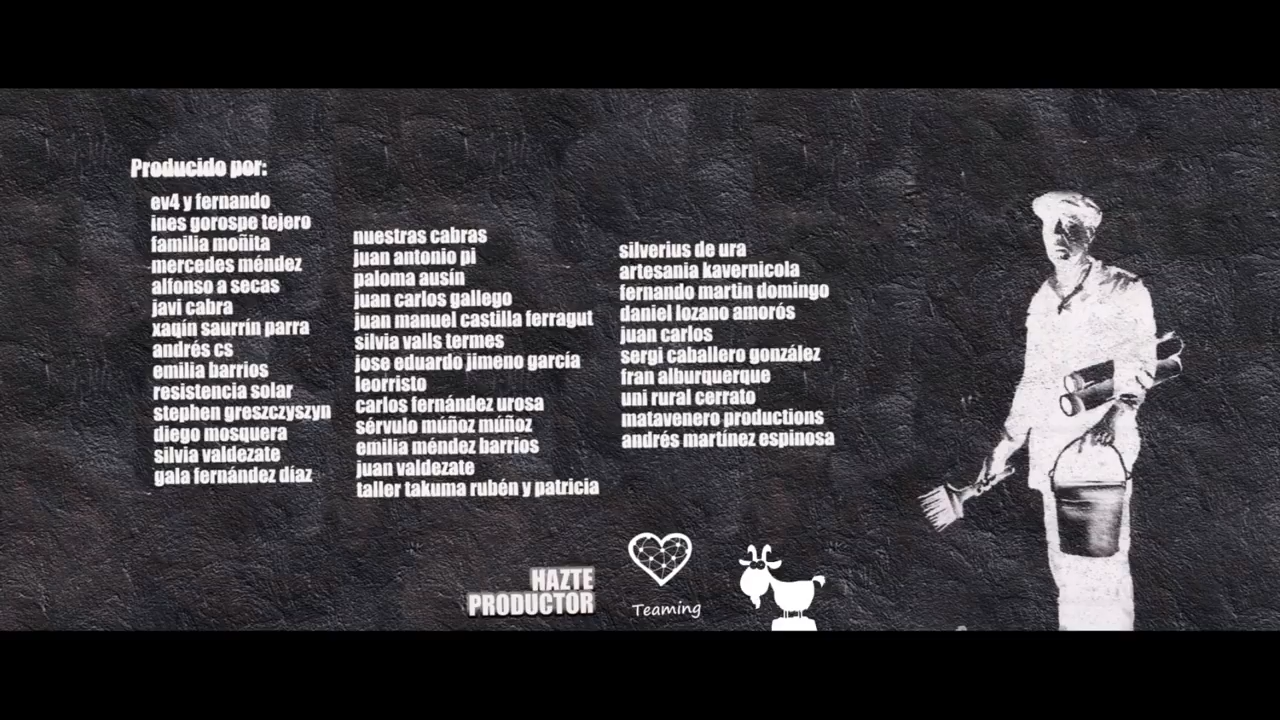 Producido por:
ev4 y fernando
ines gorospe tejero
familia moñita
mercedes méndez
alfonso a secas
javi cabra
xaqín saurrín parra
andrés cs
emilia barrios
resistencia solar
stephen greszczyszyn
diego mosquera
silvia valdezate
gala fernández díaz
nuestras cabras
juan antonio pi
paloma ausín
juan carlos gallego
juan manuel castilla ferragut
silvia valls termes
jose eduardo jimeno garcía
leorristo
carlos fernández urosa
sérvulo múñoz múñoz
emilia méndez barrios
juan valdezate
taller takuma rubén y patricia
silverius de ura
artesania kavernicola
fernando martin domingo
daniel lozano amorós
juan carlos
sergi caballero gonzález
fran alburquerque
uni rural cerrato
matavenero productions
andrés martínez espinosa
HAZTE
PRODUCTOR
Teaming